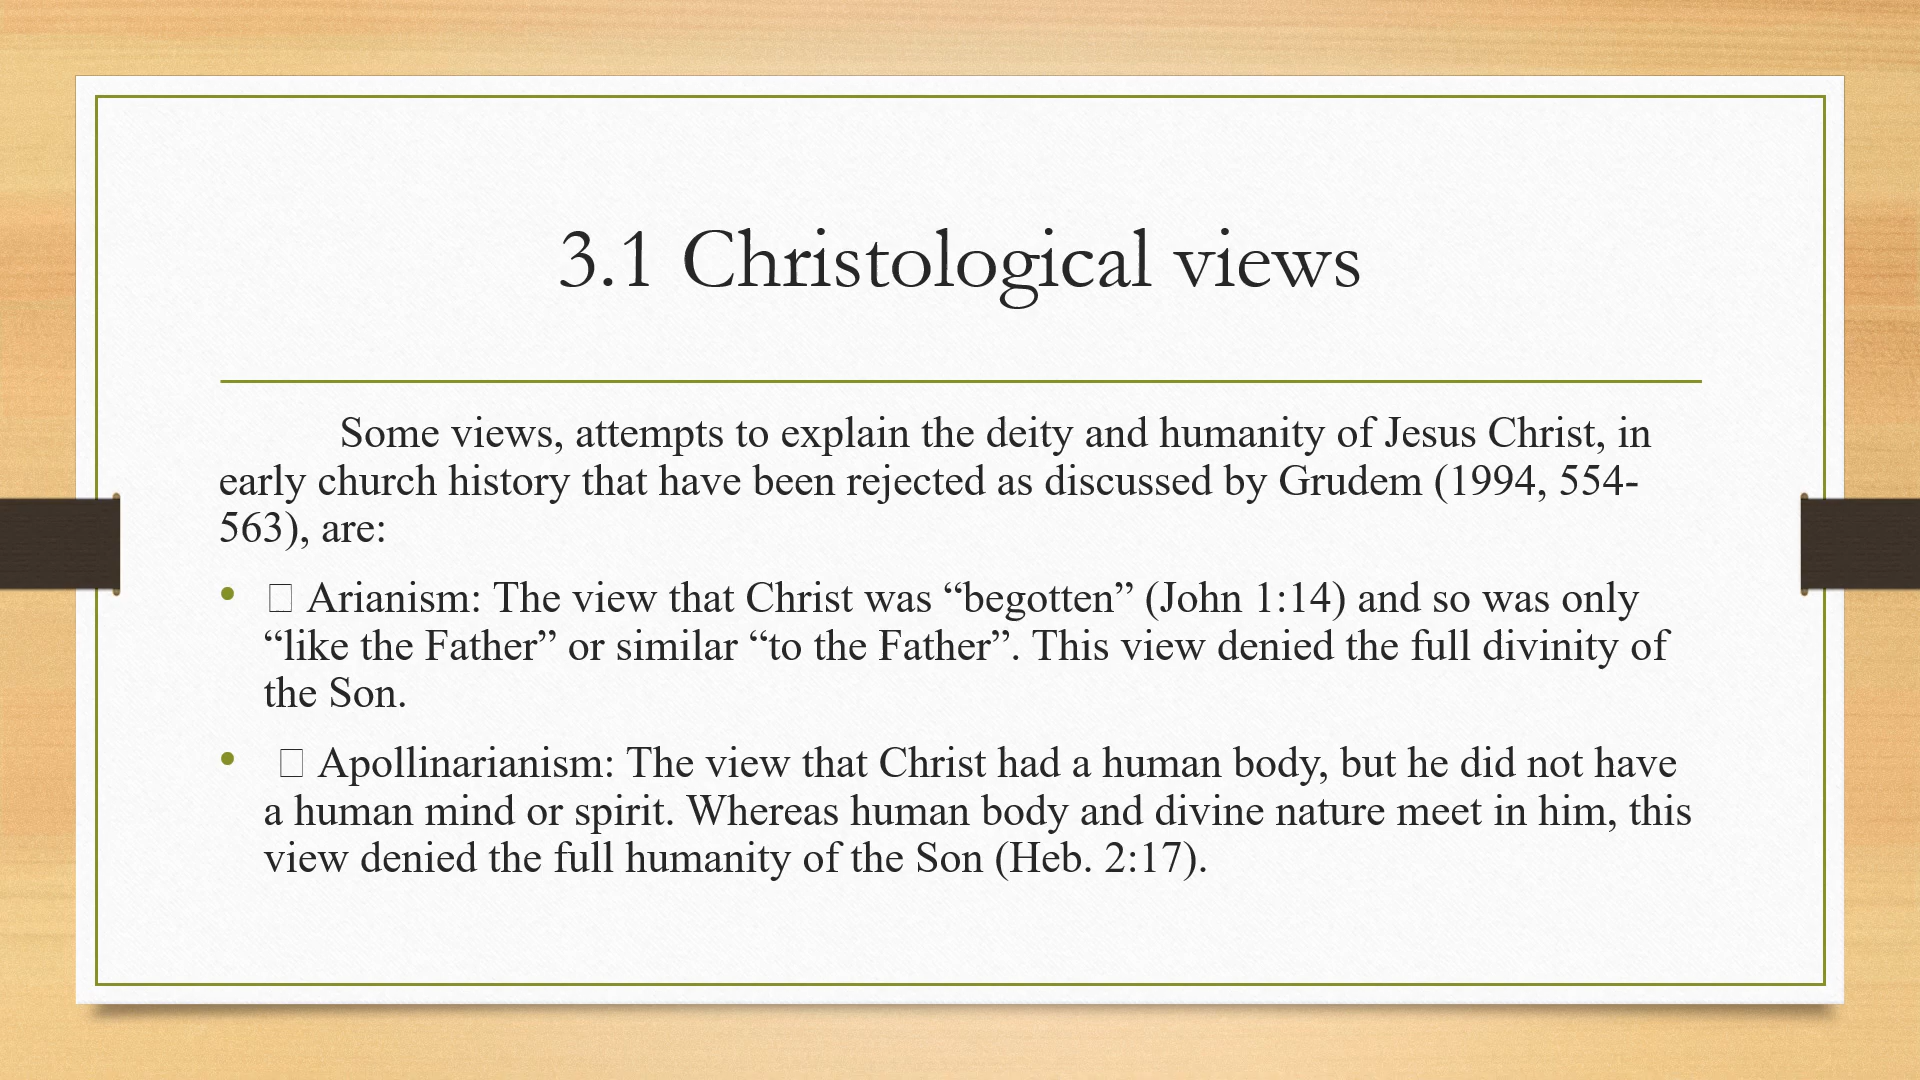 3.1 Christological views
Some views, attempts to explain the deity and humanity of Jesus Christ, in
early church history that have been rejected as discussed by Grudem (1994, 554-
563), are:
• □ Arianism: The view that Christ was “begotten” (John 1:14) and so was only
“like the Father” or similar “to the Father”. This view denied the full divinity of
the Son.
• □ Apollinarianism: The view that Christ had a human body, but he did not have
a human mind or spirit. Whereas human body and divine nature meet in him, this
view denied the full humanity of the Son (Heb. 2:17).